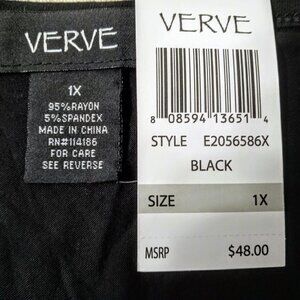 VERVE
1X
95%RAYON
5%SPANDEX
MADE IN CHINA
RN#114186
FOR CARE
SEE REVERSE
VERVE
8 08594 13651 4
STYLE E2056586X
BLACK
SIZE 1X
MSRP $48.00